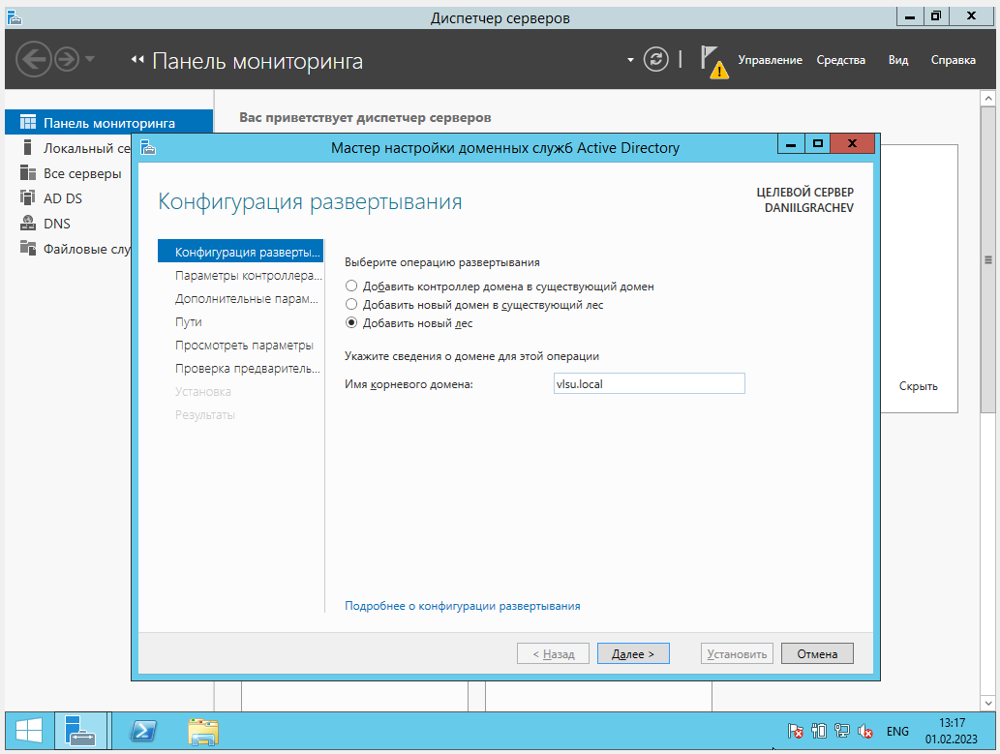 Диспетчер серверов
Панель мониторинга
Управление
Средства
Вид
Справка
Панель мониторинга
Локальный се
Все серверы
AD DS
DNS
Файловые слу
Вас приветствует диспетчер серверов
Скрыть
Мастер настройки доменных служб Active Directory
Конфигурация развертывания
ЦЕЛЕВОЙ СЕРВЕР
DANIILGRACHEV
Конфигурация разверты...
Параметры контроллера...
Дополнительные парам...
Пути
Просмотреть параметры
Проверка предваритель...
Установка
Результаты
Выберите операцию развертывания
Добавить контроллер домена в существующий домен
Добавить новый домен в существующий лес
Добавить новый лес
Укажите сведения о домене для этой операции
Имя корневого домена: vlsu.local
Подробнее о конфигурации развертывания
< Назад
Далее >
Установить
Отмена
ENG
13:17
01.02.2023